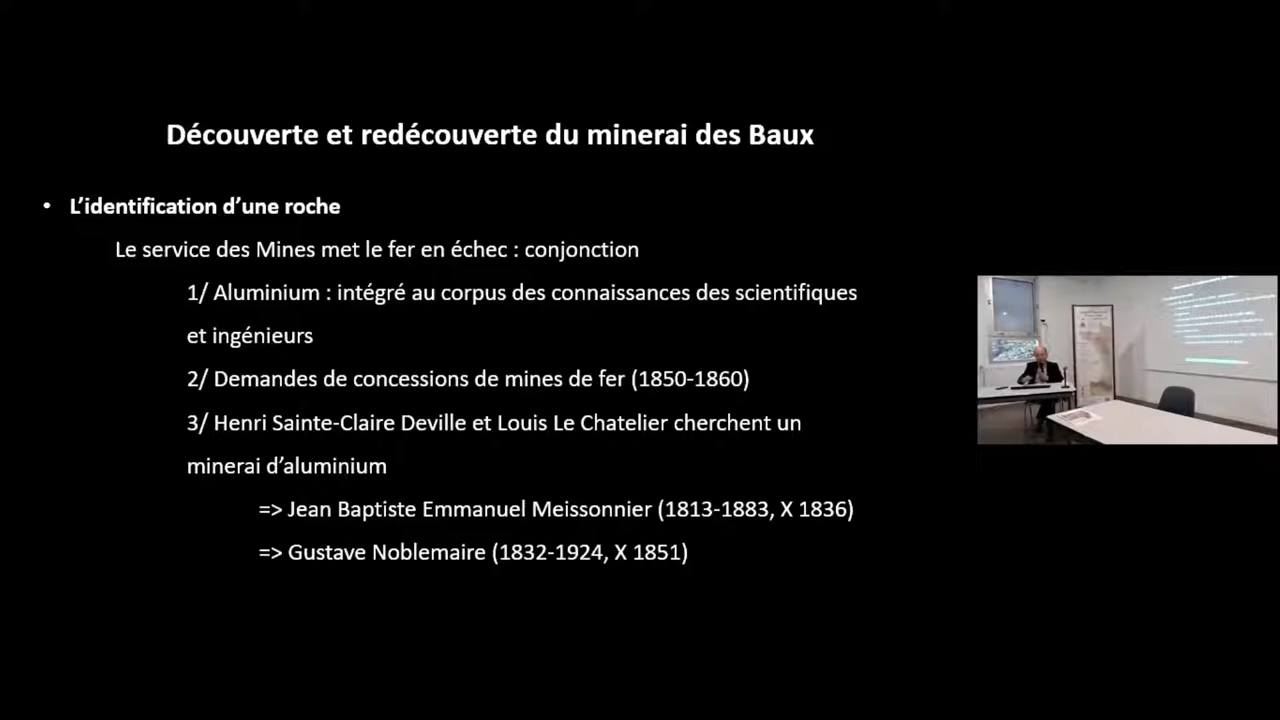 Découverte et redécouverte du minerai des Baux
• L’identification d’une roche
Le service des Mines met le fer en échec : conjonction
1/ Aluminium : intégré au corpus des connaissances des scientifiques
et ingénieurs
2/ Demandes de concessions de mines de fer (1850-1860)
3/ Henri Sainte-Claire Deville et Louis Le Chatelier cherchent un
minerai d’aluminium
=> Jean Baptiste Emmanuel Meissonnier (1813-1883, X 1836)
=> Gustave Noblemaire (1832-1924, X 1851)